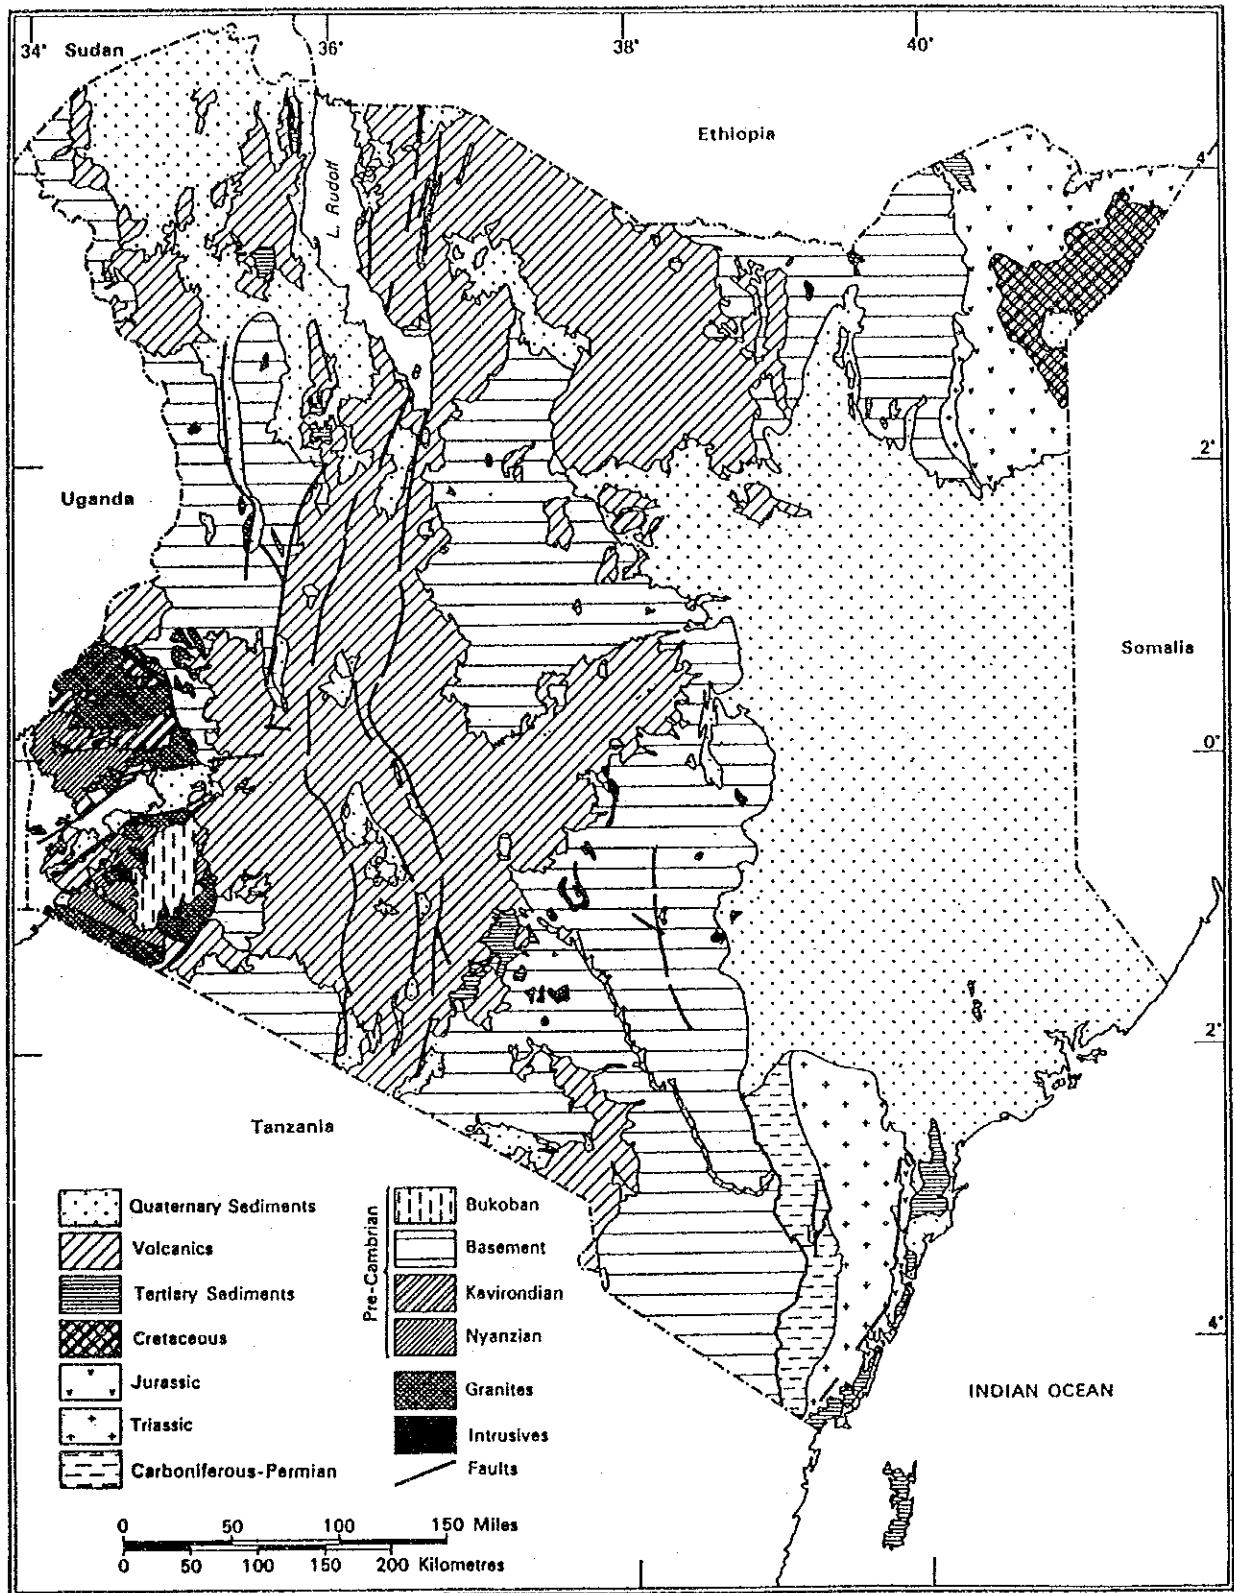 34° Sudan 36° 38° 40°
Ethiopia
4°
L. Rudolf
2°
Uganda
Somalia
0°
2°
Tanzania
Quaternary Sediments
Volcanics
Tertiary Sediments
Cretaceous
Jurassic
Triassic
Carboniferous-Permian
Pre-Cambrian
Bukoban
Basement
Kavirondian
Nyanzian
Granites
Intrusives
Faults
4°
INDIAN OCEAN
0 50 100 150 Miles
0 50 100 150 200 Kilometres